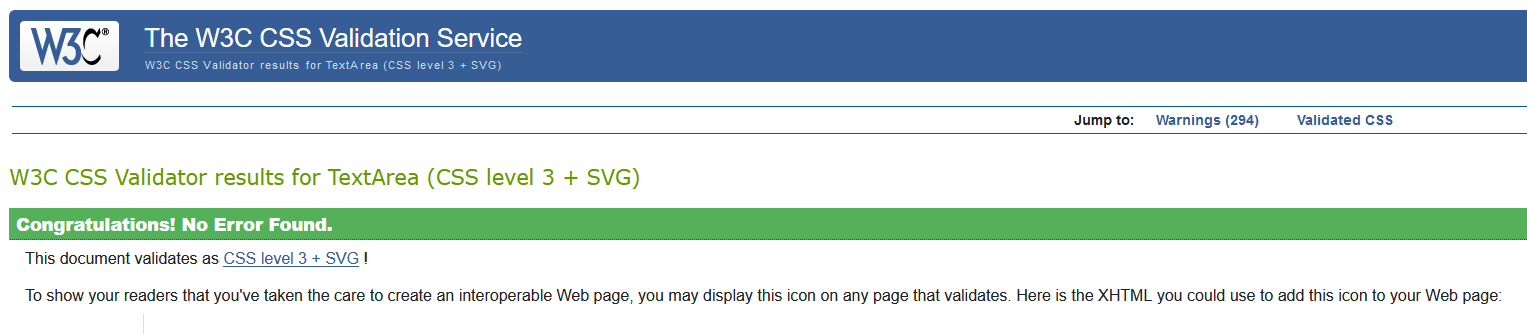 W3C®
The W3C CSS Validation Service
W3C CSS Validator results for TextArea (CSS level 3 + SVG)
Jump to: Warnings (294) Validated CSS
W3C CSS Validator results for TextArea (CSS level 3 + SVG)
Congratulations! No Error Found.
This document validates as CSS level 3 + SVG !
To show your readers that you've taken the care to create an interoperable Web page, you may display this icon on any page that validates. Here is the XHTML you could use to add this icon to your Web page: